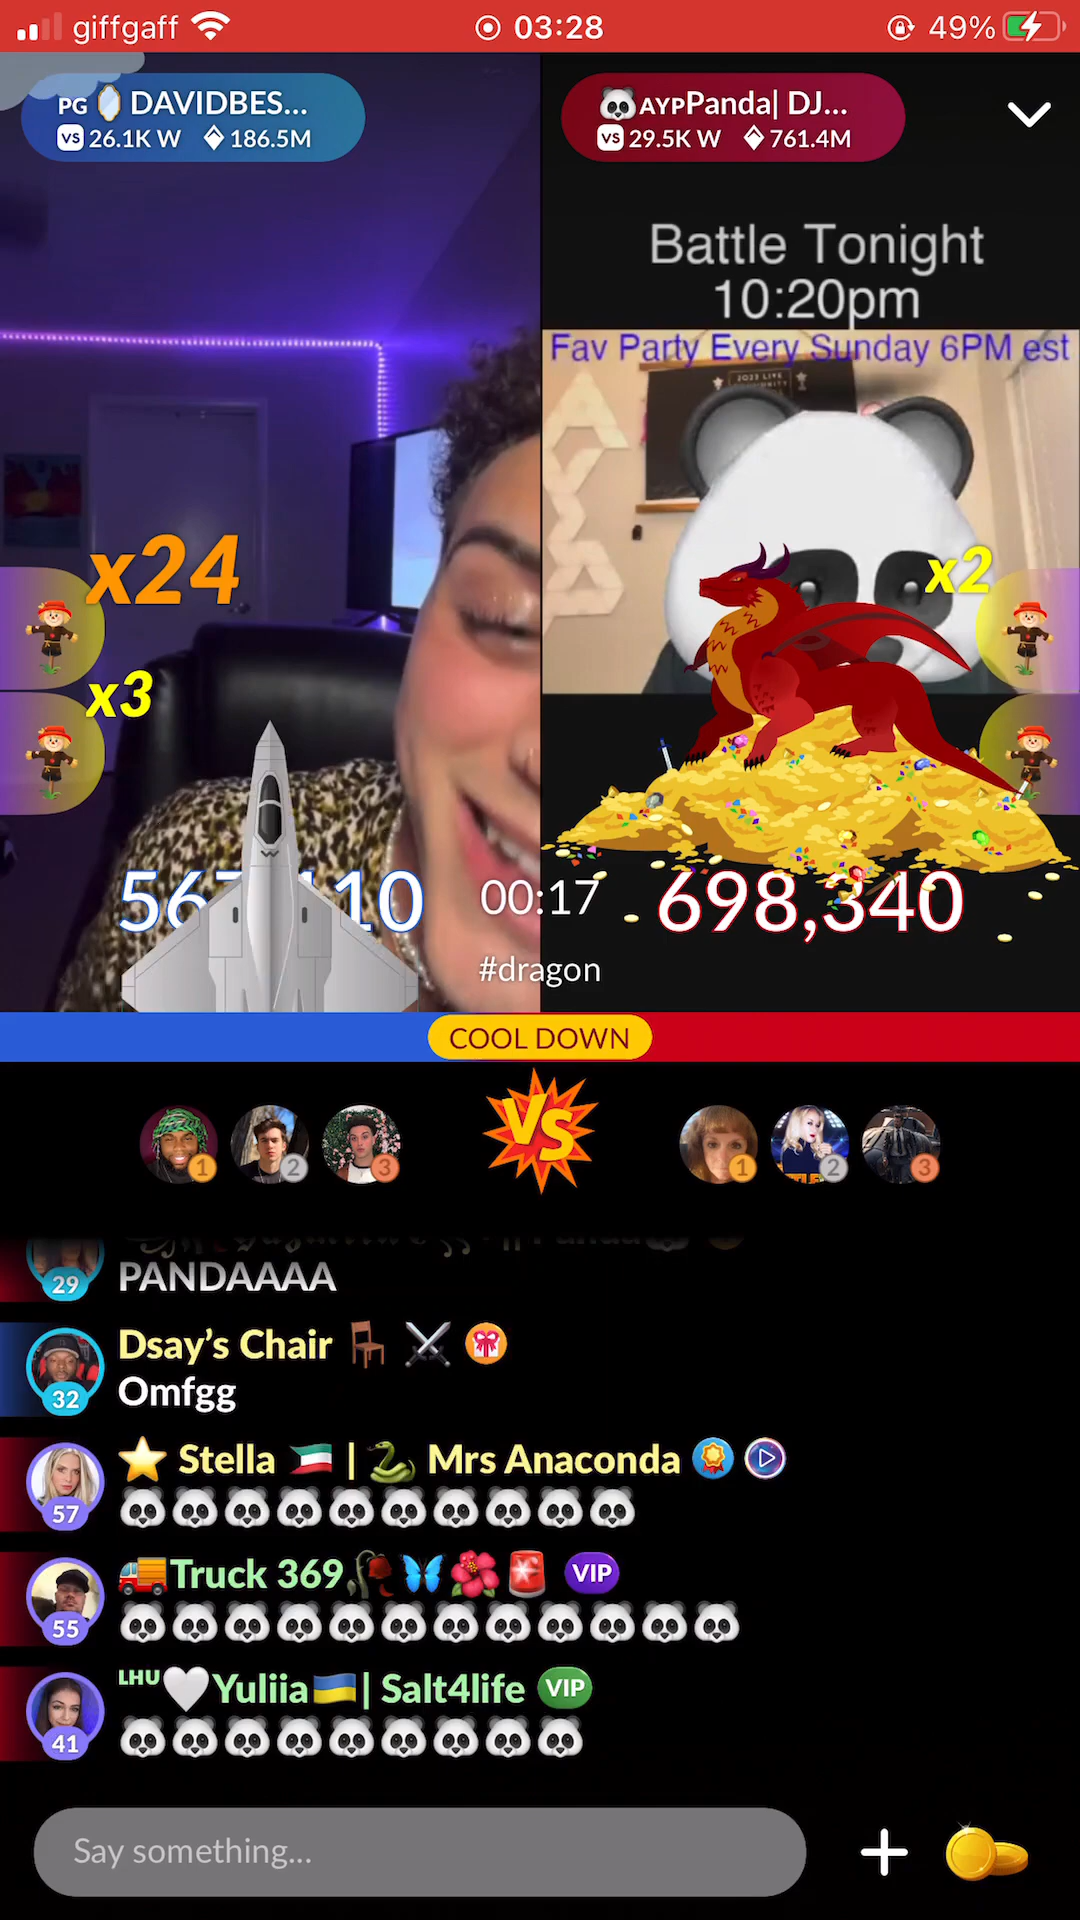 giffgaff 03:28 49%
PG DAVIDBES...
VS 26.1K W 186.5M
AYPPanda| DJ...
VS 29.5K W 761.4M
Battle Tonight
10:20pm
Fav Party Every Sunday 6PM est
2023 LIVE
x24
x2
x3
00:17
698,340
#dragon
COOL DOWN
VS
1 2 3
1 2 3
29
PANDAAAA
Dsay’s Chair
32
Omfgg
Stella | Mrs Anaconda
57
Truck 369 VIP
55
LHU Yuliia | Salt4life VIP
41
Say something...